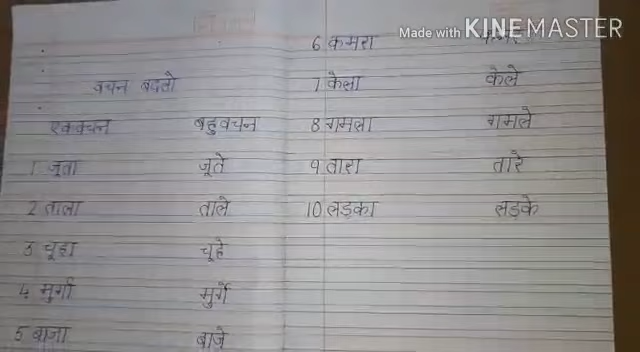 Made with KINEMASTER
वचन बदलो
एकवचन बहुवचन
1 जूता जूते
2 ताला ताले
3 चूहा चूहे
4 मुर्गा मुर्गे
5 बाजा बाजे
6 कमरा
7 केला केले
8 गमला गमले
9 तारा तारे
10 लड़का लड़के